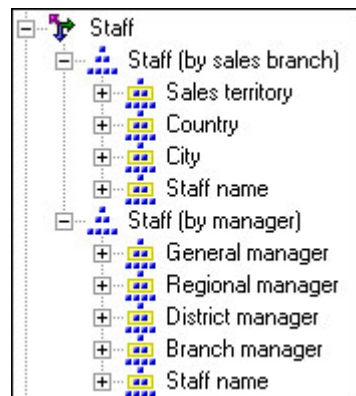 Staff
Staff (by sales branch)
Sales territory
Country
City
Staff name
Staff (by manager)
General manager
Regional manager
District manager
Branch manager
Staff name